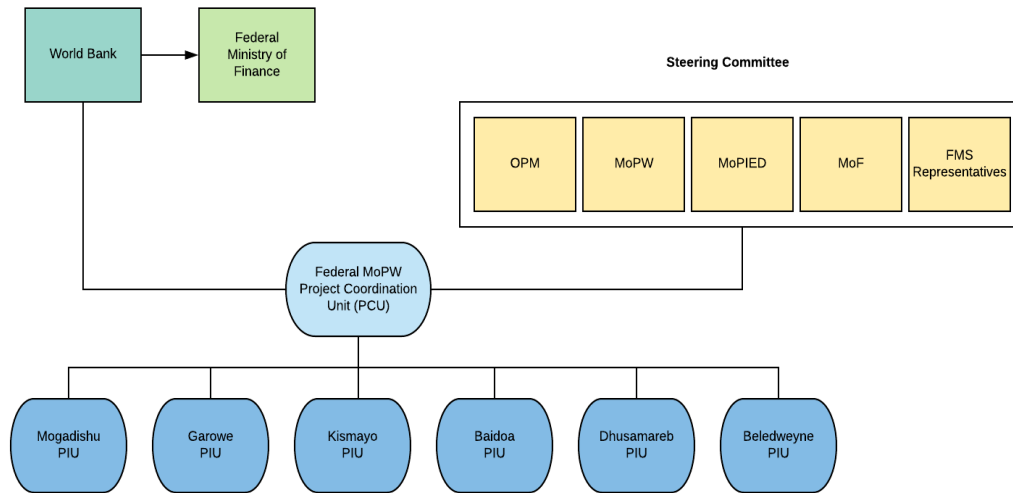 World Bank
Federal
Ministry of
Finance
Steering Committee
OPM
MoPW
MoPIED
MoF
FMS
Representatives
Federal MoPW
Project Coordination
Unit (PCU)
Mogadishu
PIU
Garowe
PIU
Kismayo
PIU
Baidoa
PIU
Dhusamareb
PIU
Beledweyne
PIU